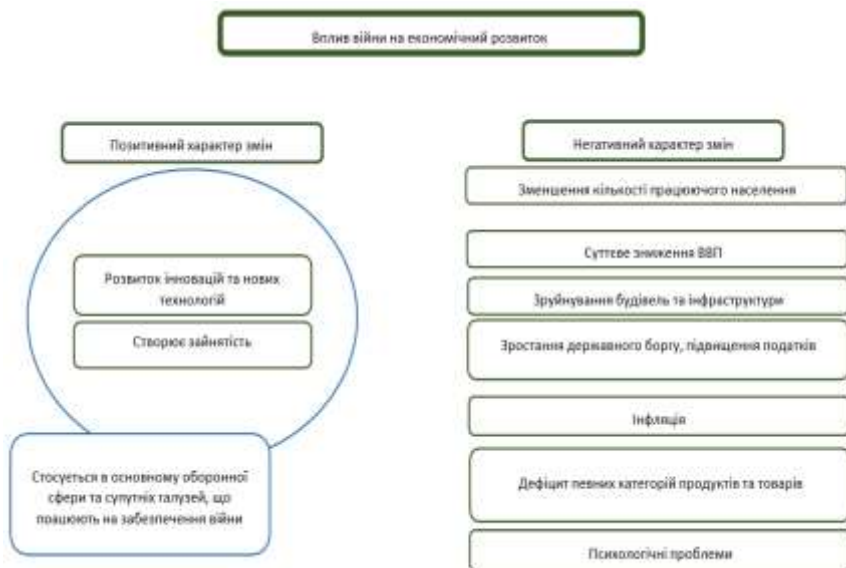 Вплив війни на економічний розвиток
Позитивний характер змін
Розвиток інновацій та нових
технологій
Створює зайнятість
Стосується в основному оборонної
сфери та супутніх галузей, що
працюють на забезпечення війни
Негативний характер змін
Зменшення кількості працюючого населення
Суттєве зниження ВВП
Зруйнування будівель та інфраструктури
Зростання державного боргу, підвищення податків
Інфляція
Дефіцит певних категорій продуктів та товарів
Психологічні проблеми